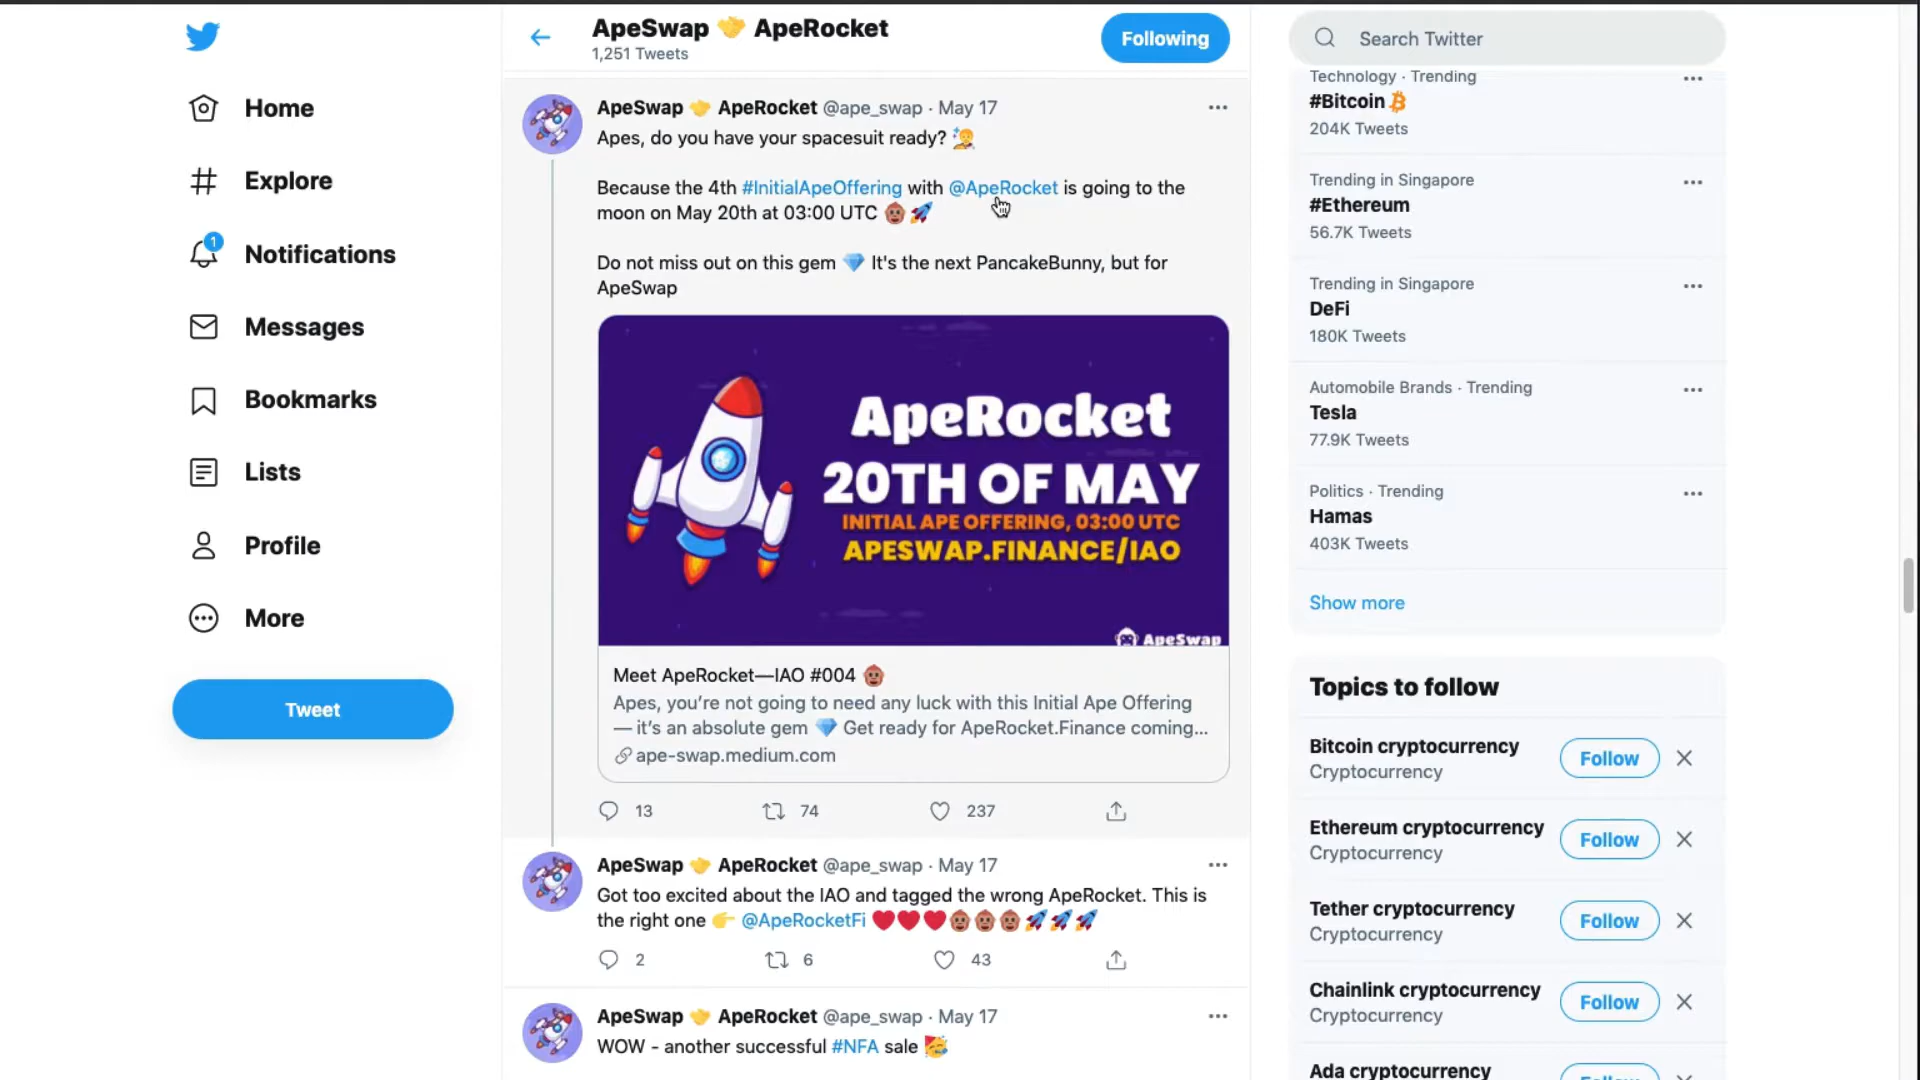 Home
Explore
1
Notifications
Messages
Bookmarks
Lists
Profile
More
Tweet
ApeSwap 🤝 ApeRocket
1,251 Tweets
Following
ApeSwap 🤝 ApeRocket @ape_swap · May 17
Apes, do you have your spacesuit ready? 🧑‍🚀
Because the 4th #InitialApeOffering with @ApeRocket is going to the
moon on May 20th at 03:00 UTC 🐵🚀
Do not miss out on this gem 💎 It's the next PancakeBunny, but for
ApeSwap
ApeRocket
20TH OF MAY
INITIAL APE OFFERING, 03:00 UTC
APESWAP.FINANCE/IAO
ApeSwap
Meet ApeRocket—IAO #004 🐵
Apes, you're not going to need any luck with this Initial Ape Offering
— it's an absolute gem 💎 Get ready for ApeRocket.Finance coming...
ape-swap.medium.com
13 74 237
ApeSwap 🤝 ApeRocket @ape_swap · May 17
Got too excited about the IAO and tagged the wrong ApeRocket. This is
the right one 👉 @ApeRocketFi ❤️❤️❤️🐵🐵🐵🚀🚀🚀
2 6 43
ApeSwap 🤝 ApeRocket @ape_swap · May 17
WOW - another successful #NFA sale 🥳
Search Twitter
Technology · Trending
#Bitcoin
204K Tweets
Trending in Singapore
#Ethereum
56.7K Tweets
Trending in Singapore
DeFi
180K Tweets
Automobile Brands · Trending
Tesla
77.9K Tweets
Politics · Trending
Hamas
403K Tweets
Show more
Topics to follow
Bitcoin cryptocurrency
Cryptocurrency
Follow
Ethereum cryptocurrency
Cryptocurrency
Follow
Tether cryptocurrency
Cryptocurrency
Follow
Chainlink cryptocurrency
Cryptocurrency
Follow
Ada cryptocurrency
Follow